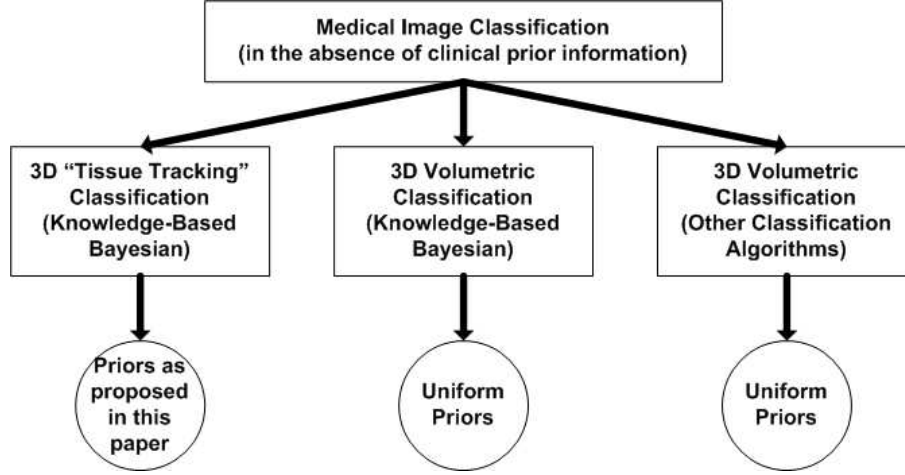 Medical Image Classification
(in the absence of clinical prior information)
3D “Tissue Tracking”
Classification
(Knowledge-Based
Bayesian)
3D Volumetric
Classification
(Knowledge-Based
Bayesian)
3D Volumetric
Classification
(Other Classification
Algorithms)
Priors as
proposed
in this
paper
Uniform
Priors
Uniform
Priors